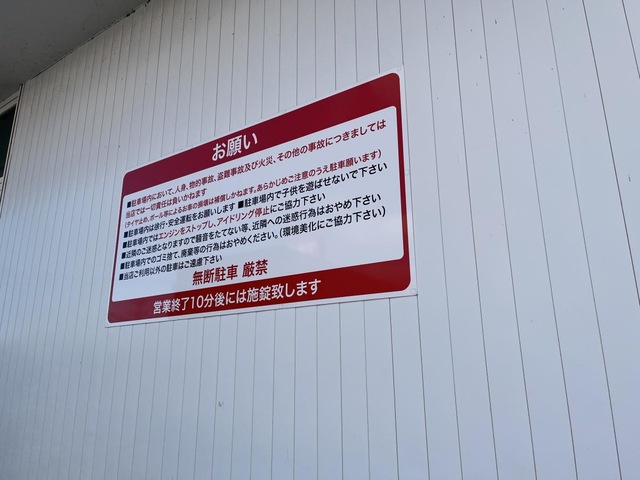 お願い
■駐車場内において、人身、物的事故、盗難事故及び火災、その他の事故につきましては
当店では一切責任は負いかねます
(タイヤ止め、ポール等によるお車の損壊は補償しかねます。あらかじめご注意のうえ駐車願います)
■駐車場内は徐行・安全運転をお願いします ■駐車場内で子供を遊ばせないで下さい
■駐車場内ではエンジンをストップし、アイドリング停止にご協力下さい
■近隣のご迷惑となりますので騒音をたてない等、近隣への迷惑行為はおやめ下さい
■駐車場内でのゴミ捨て、廃棄等の行為はおやめください。(環境美化にご協力下さい)
■当店ご利用以外の駐車はご遠慮下さい
無断駐車 厳禁
営業終了10分後には施錠致します